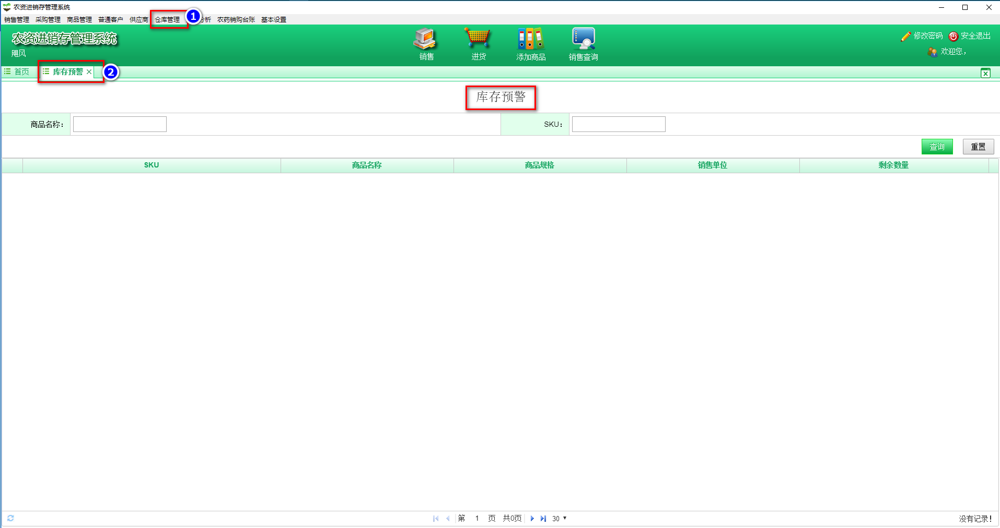 农资进销存管理系统
销售管理 采购管理 商品管理 普通客户 供应商 仓库管理 1 析 农药销购台账 基本设置
农资进销存管理系统
飓风
销售 进货 添加商品 销售查询
修改密码 安全退出
欢迎您，
首页 库存预警 2
库存预警
商品名称： SKU：
查询 重置
SKU 商品名称 商品规格 销售单位 剩余数量
第 1 页 共0页 30 没有记录！